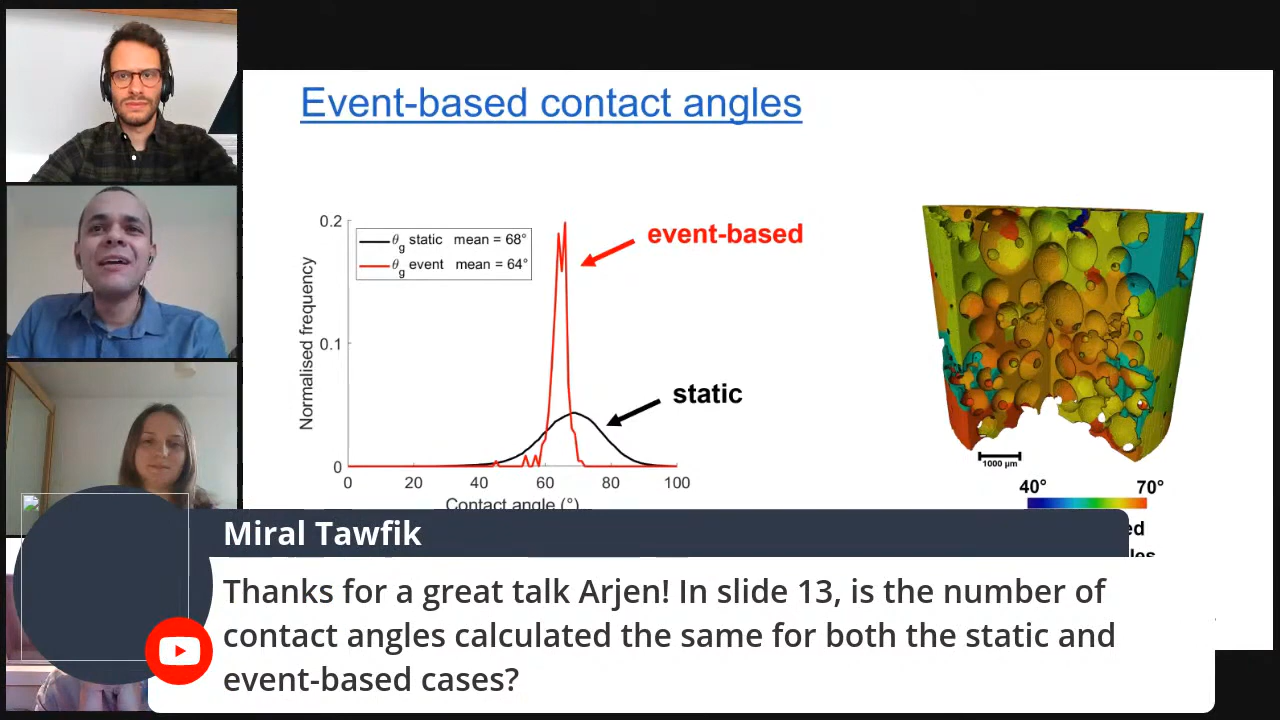 Event-based contact angles
0.2
0.1
0
Normalised frequency
θg static mean = 68°
θg event mean = 64°
event-based
static
0 20 40 60 80 100
Contact angle (°)
1000 µm
40° 70°
Miral Tawfik
Thanks for a great talk Arjen! In slide 13, is the number of
contact angles calculated the same for both the static and
event-based cases?